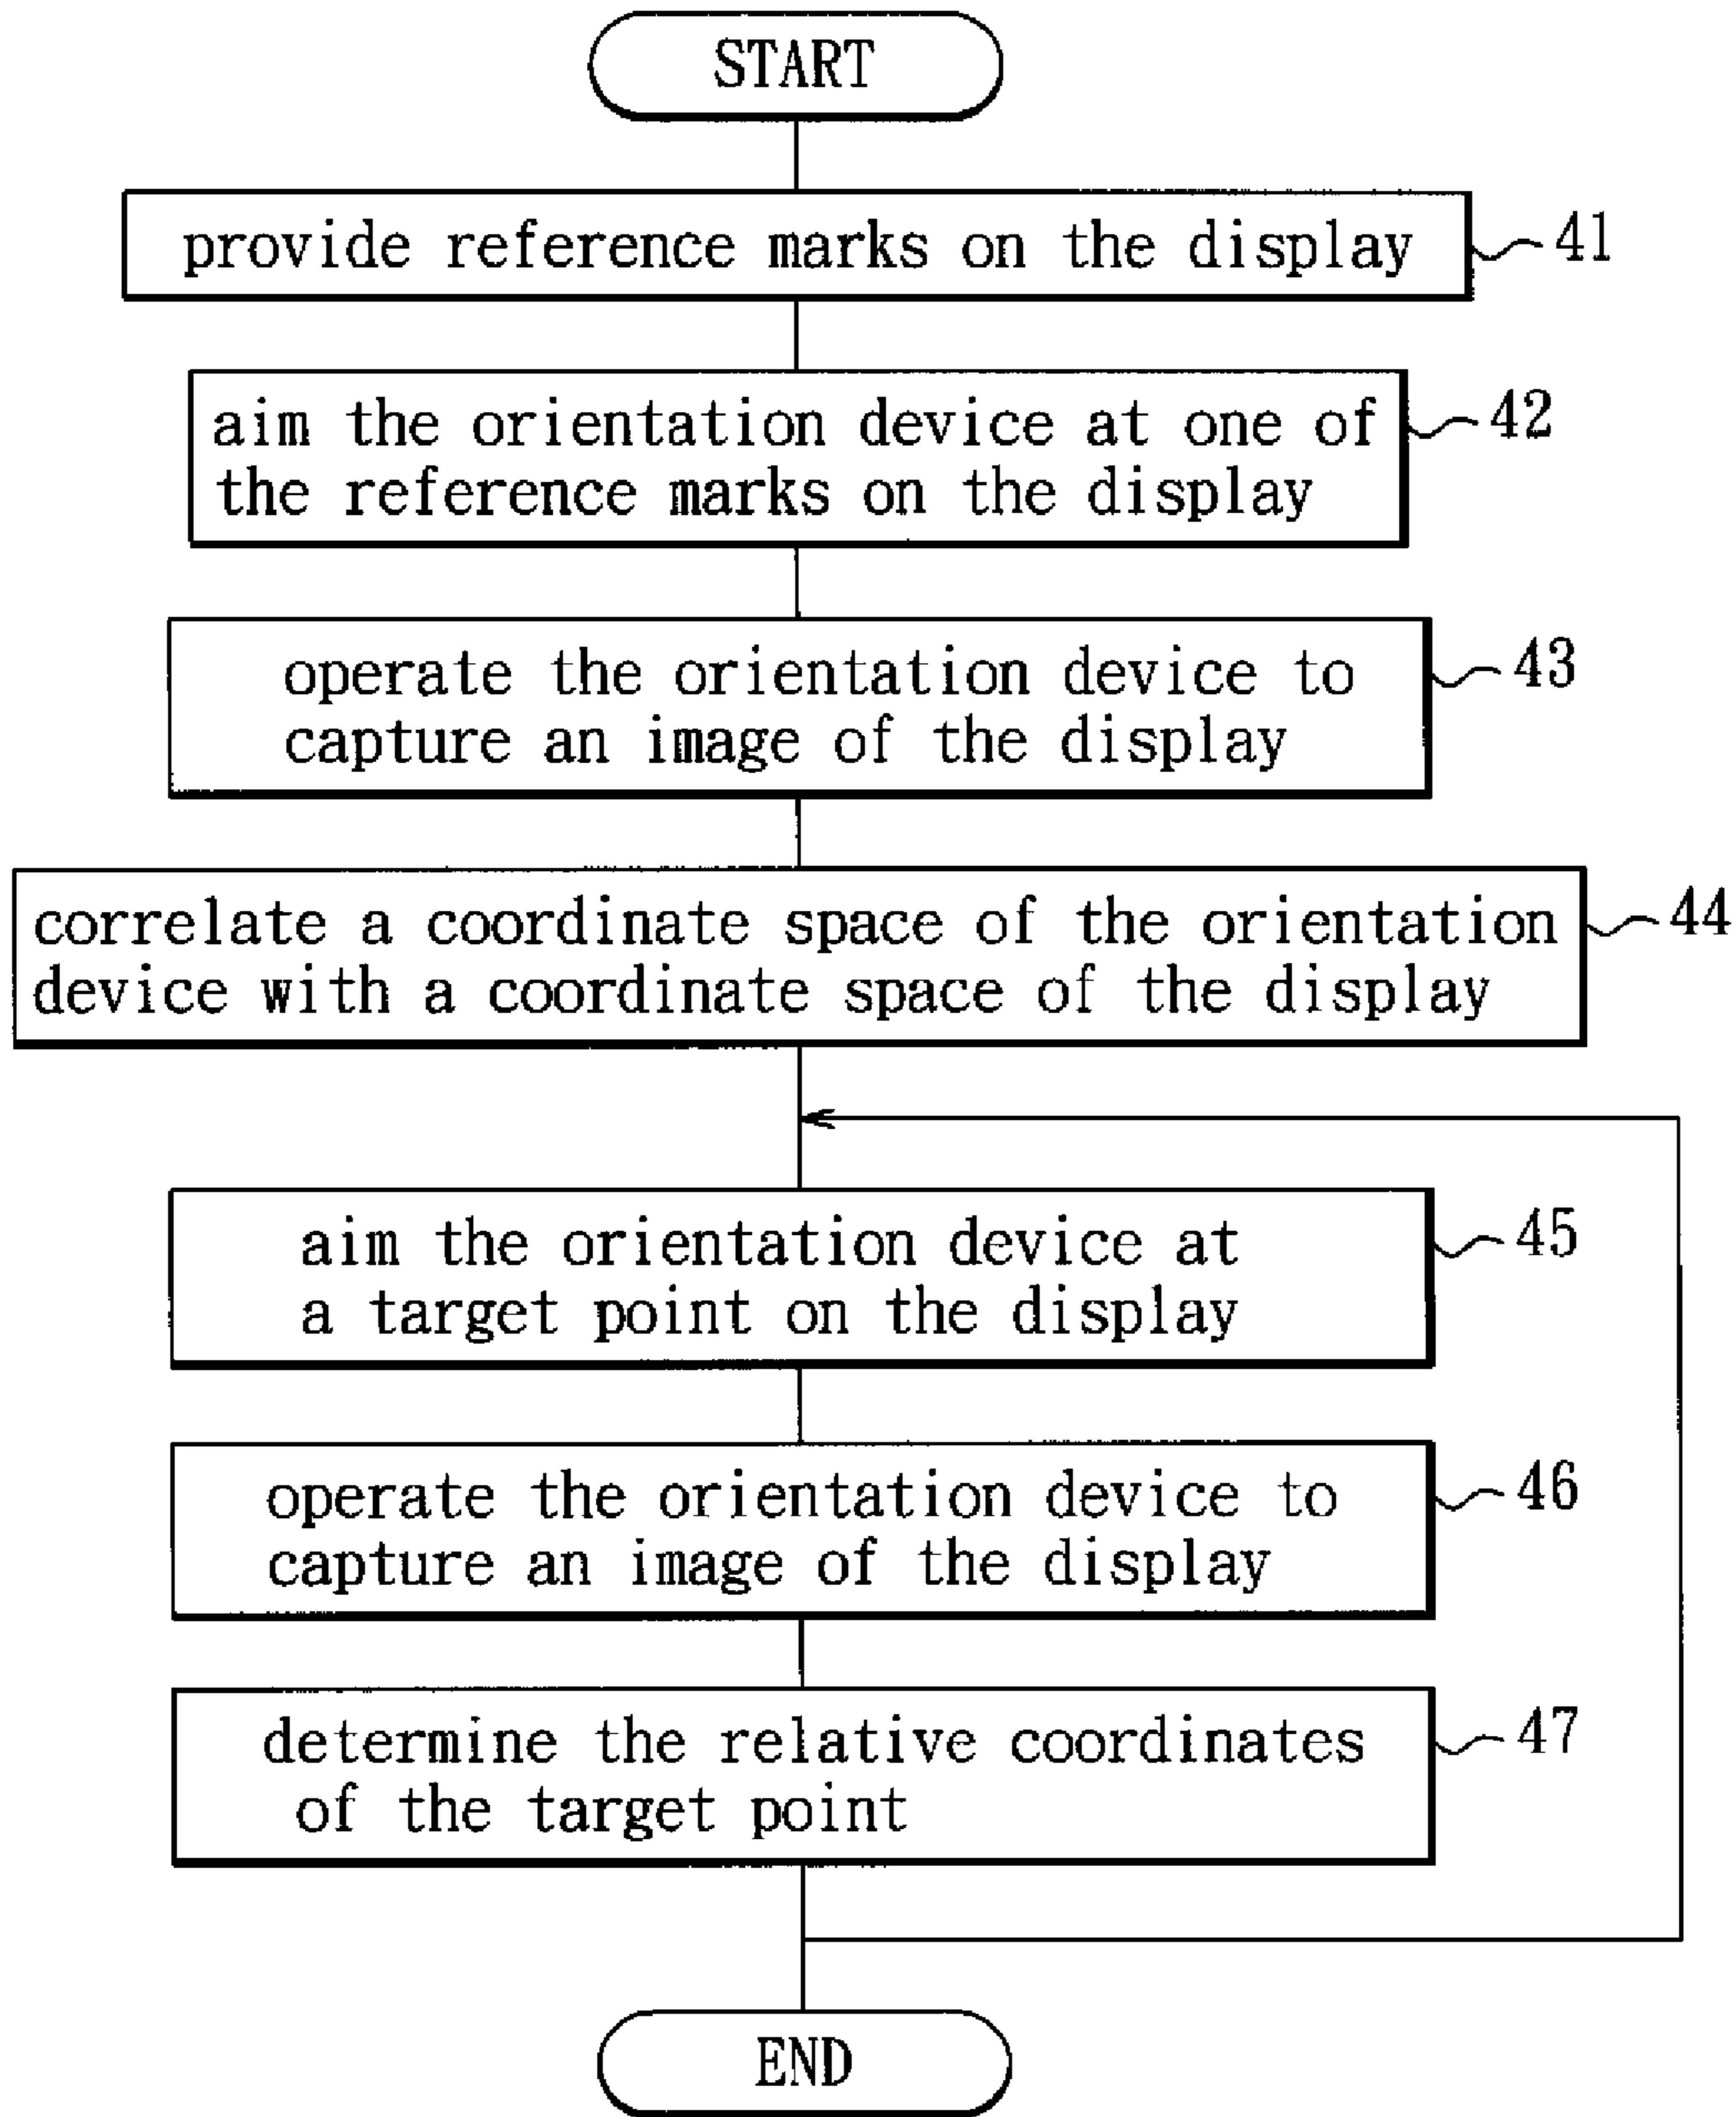 START
provide reference marks on the display
41
aim the orientation device at one of
the reference marks on the display
42
operate the orientation device to
capture an image of the display
43
correlate a coordinate space of the orientation
device with a coordinate space of the display
44
aim the orientation device at
a target point on the display
45
operate the orientation device to
capture an image of the display
46
determine the relative coordinates
of the target point
47
END